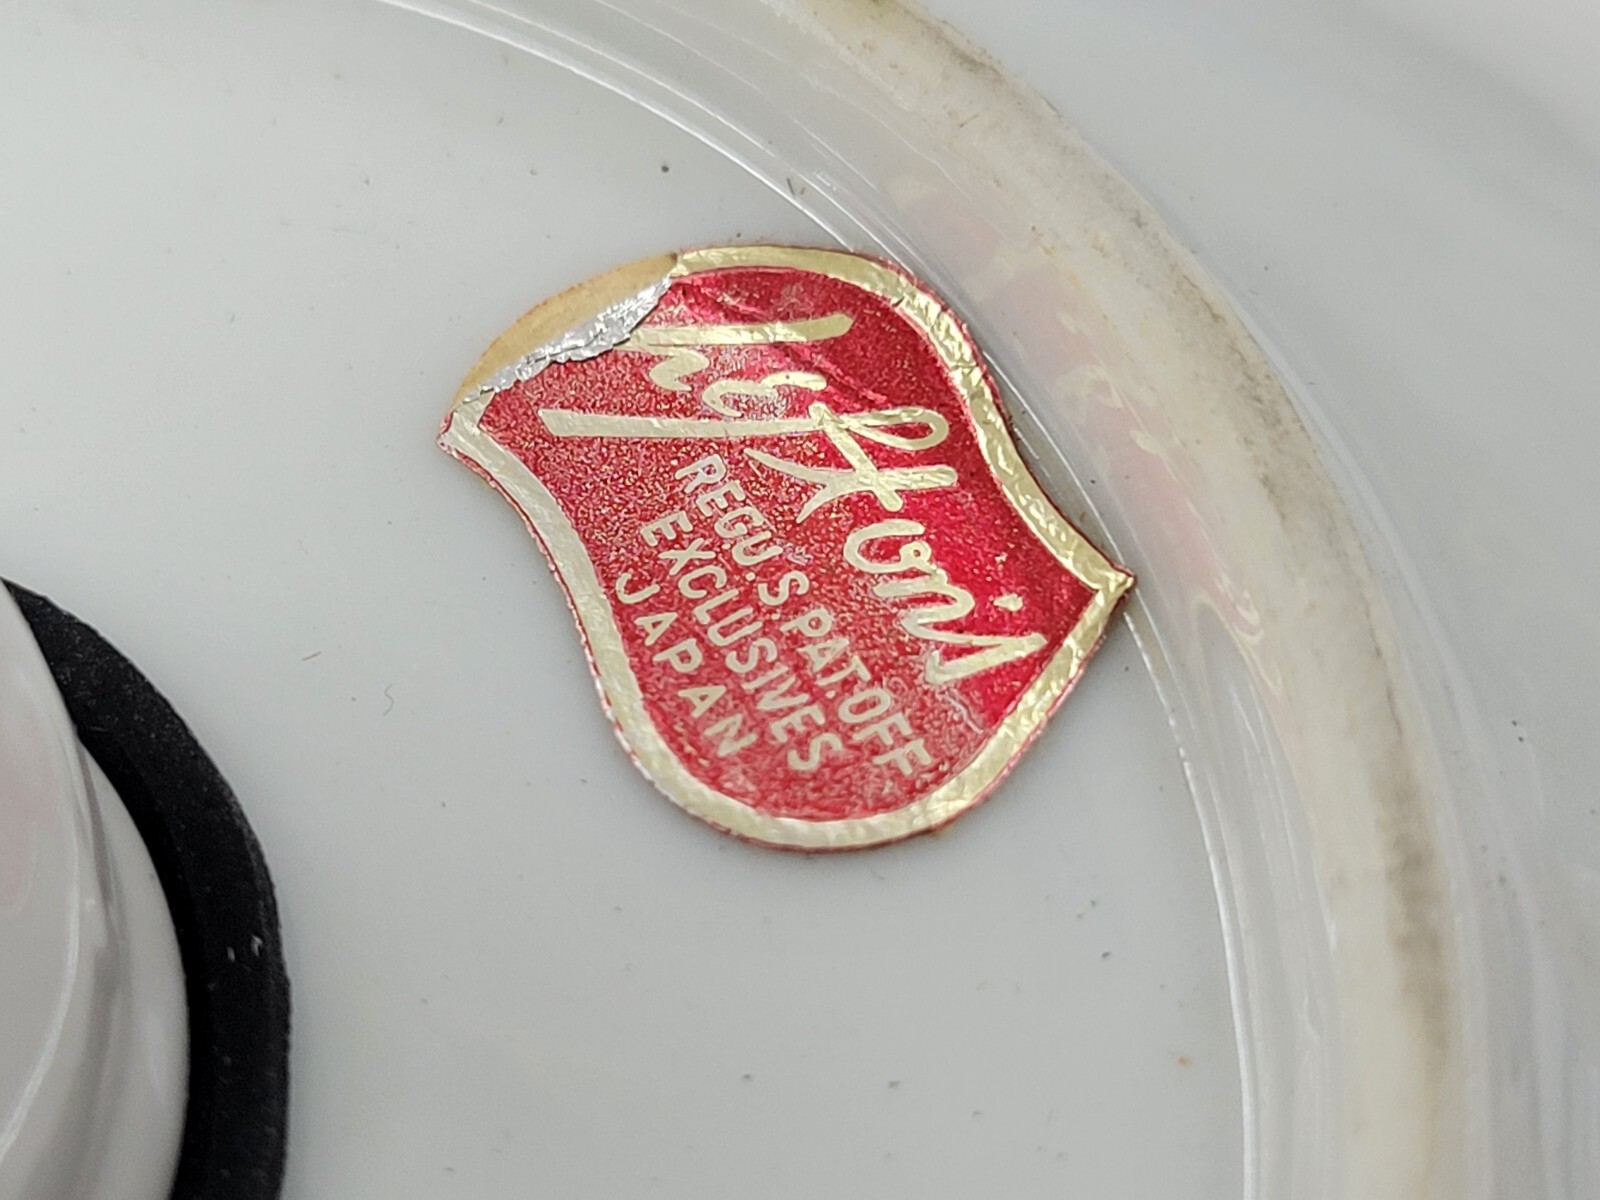 Lefton's
REG. U.S. PAT. OFF
EXCLUSIVES
JAPAN